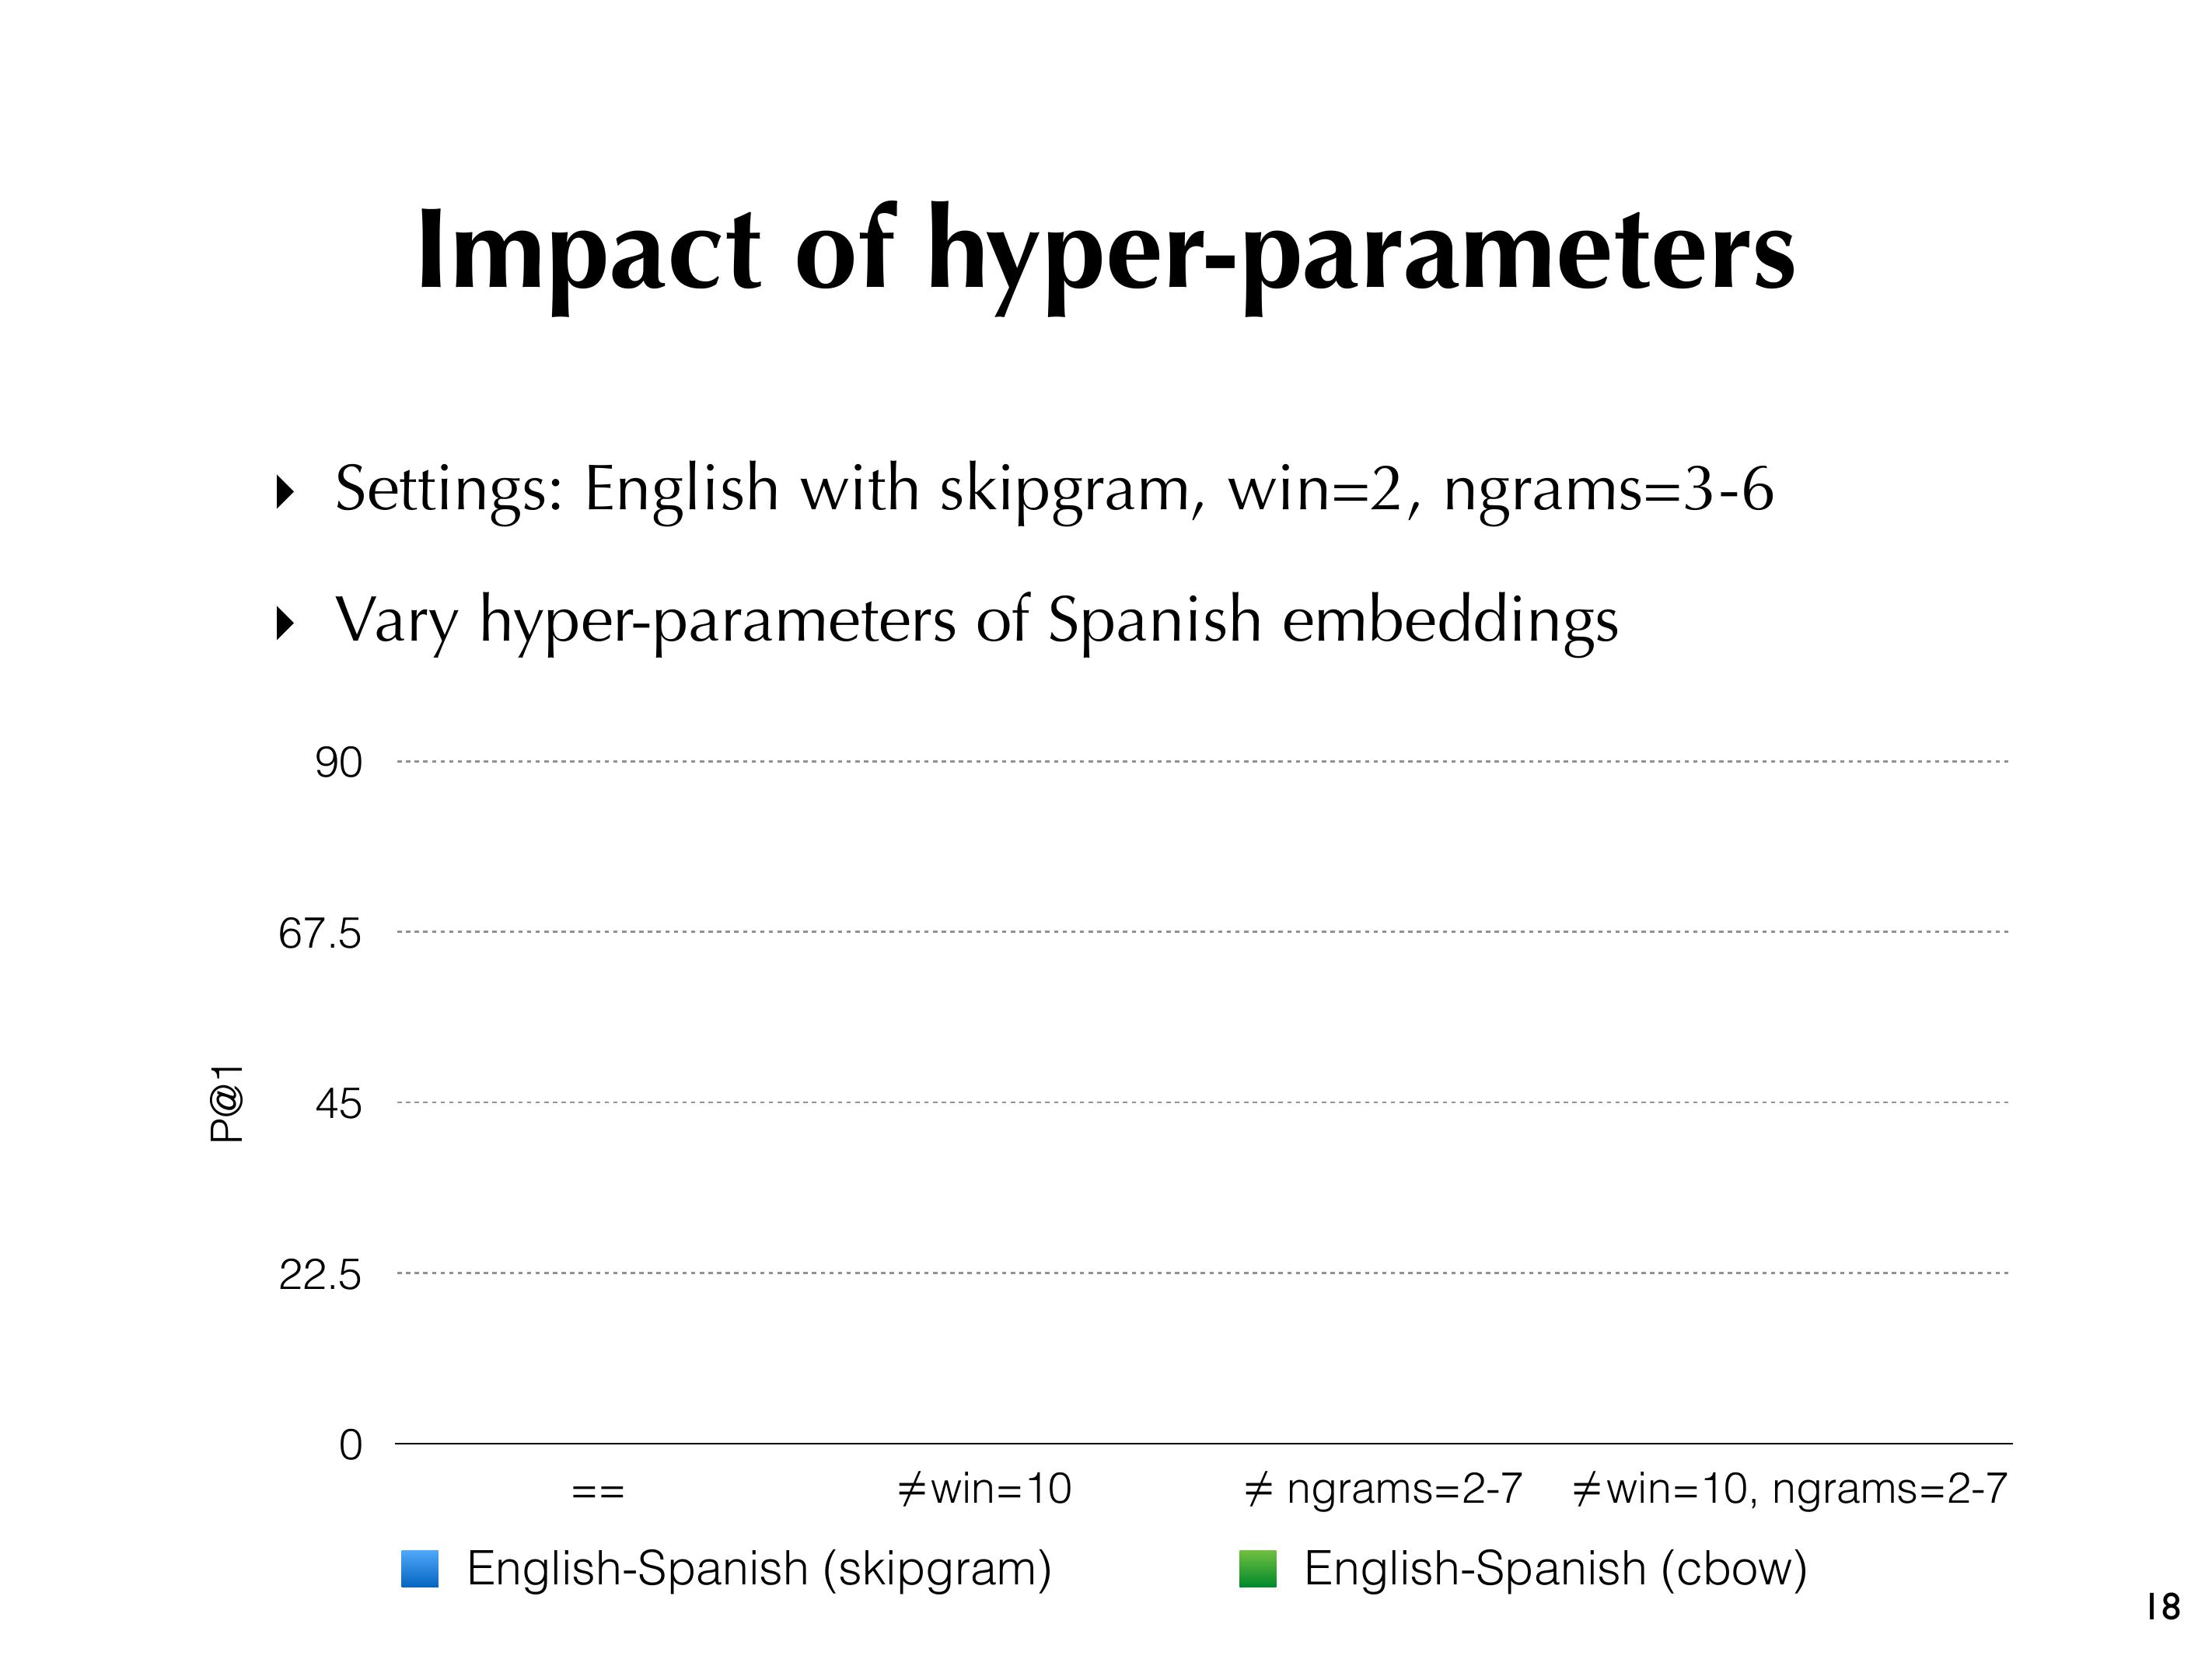 Impact of hyper-parameters
‣ Settings: English with skipgram, win=2, ngrams=3-6
‣ Vary hyper-parameters of Spanish embeddings
90
67.5
45
22.5
0
P@1
==
≠win=10
≠ ngrams=2-7
≠win=10, ngrams=2-7
English-Spanish (skipgram)
English-Spanish (cbow)
18